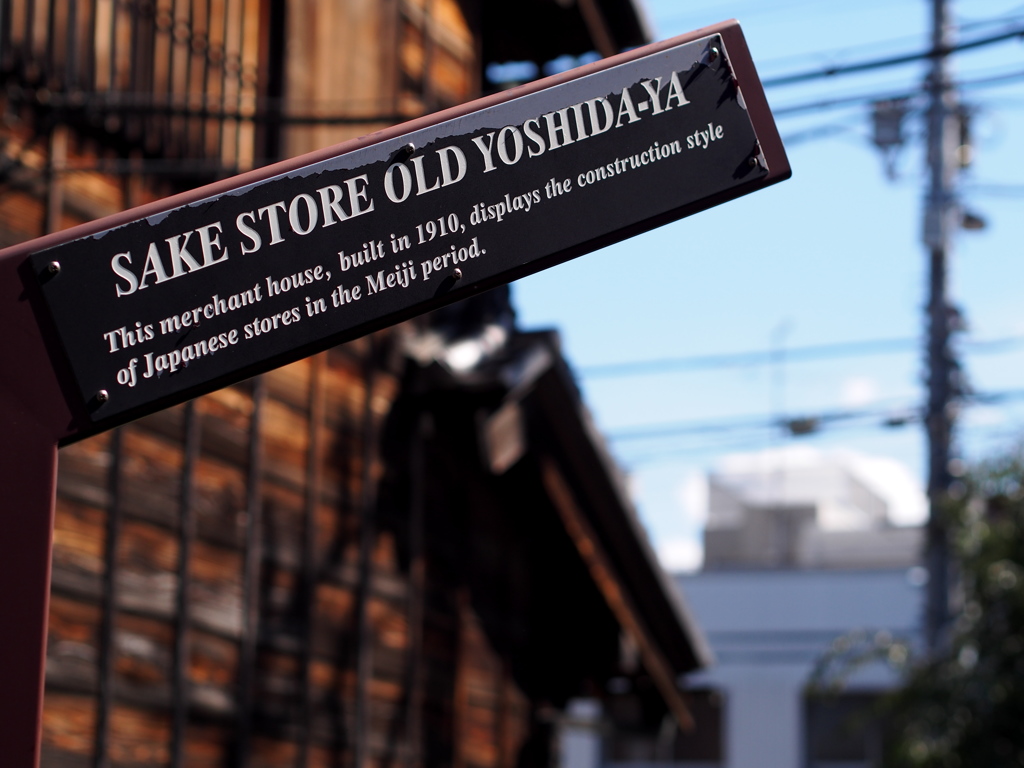 SAKE STORE OLD YOSHIDA-YA
This merchant house, built in 1910, displays the construction style
of Japanese stores in the Meiji period.